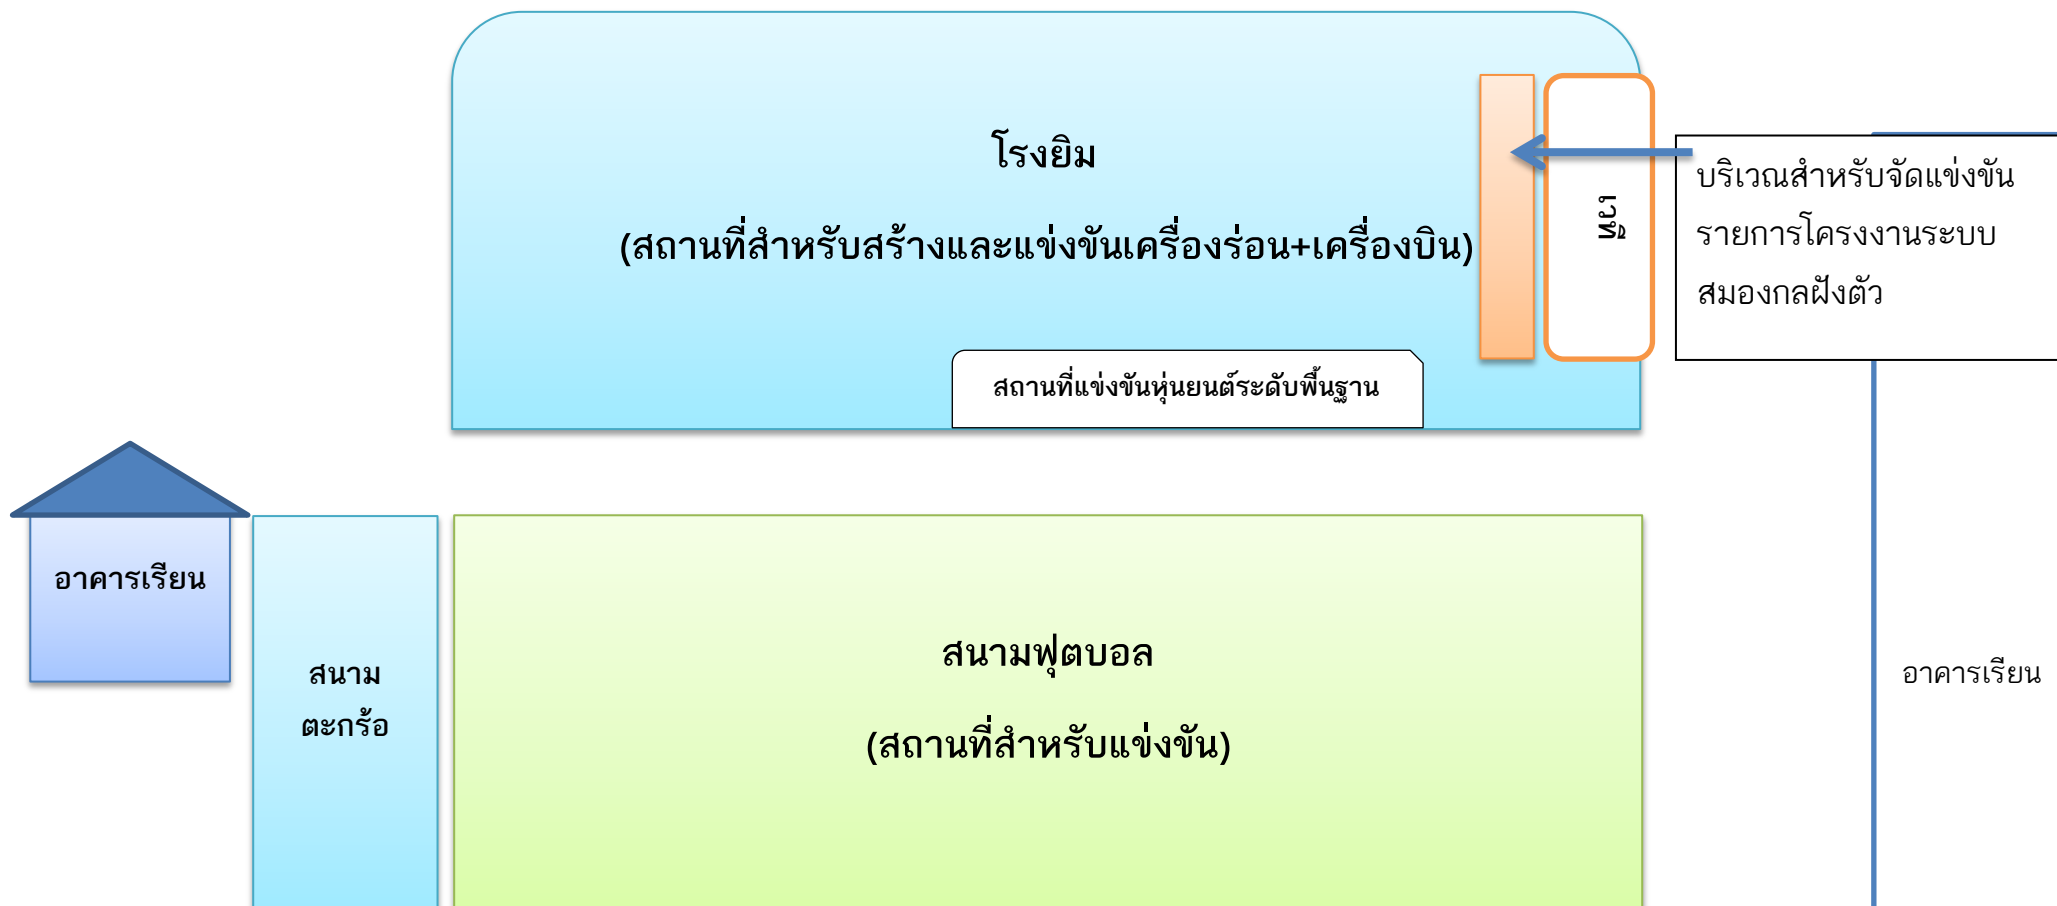 โรงยิม
(สถานที่สำหรับสร้างและแข่งขันเครื่องร่อน+เครื่องบิน)
เวที
บริเวณสำหรับจัดแข่งขัน
รายการโครงงานระบบ
สมองกลฝังตัว
สถานที่แข่งขันหุ่นยนต์ระดับพื้นฐาน
อาคารเรียน
สนาม
ตะกร้อ
สนามฟุตบอล
(สถานที่สำหรับแข่งขัน)
อาคารเรียน